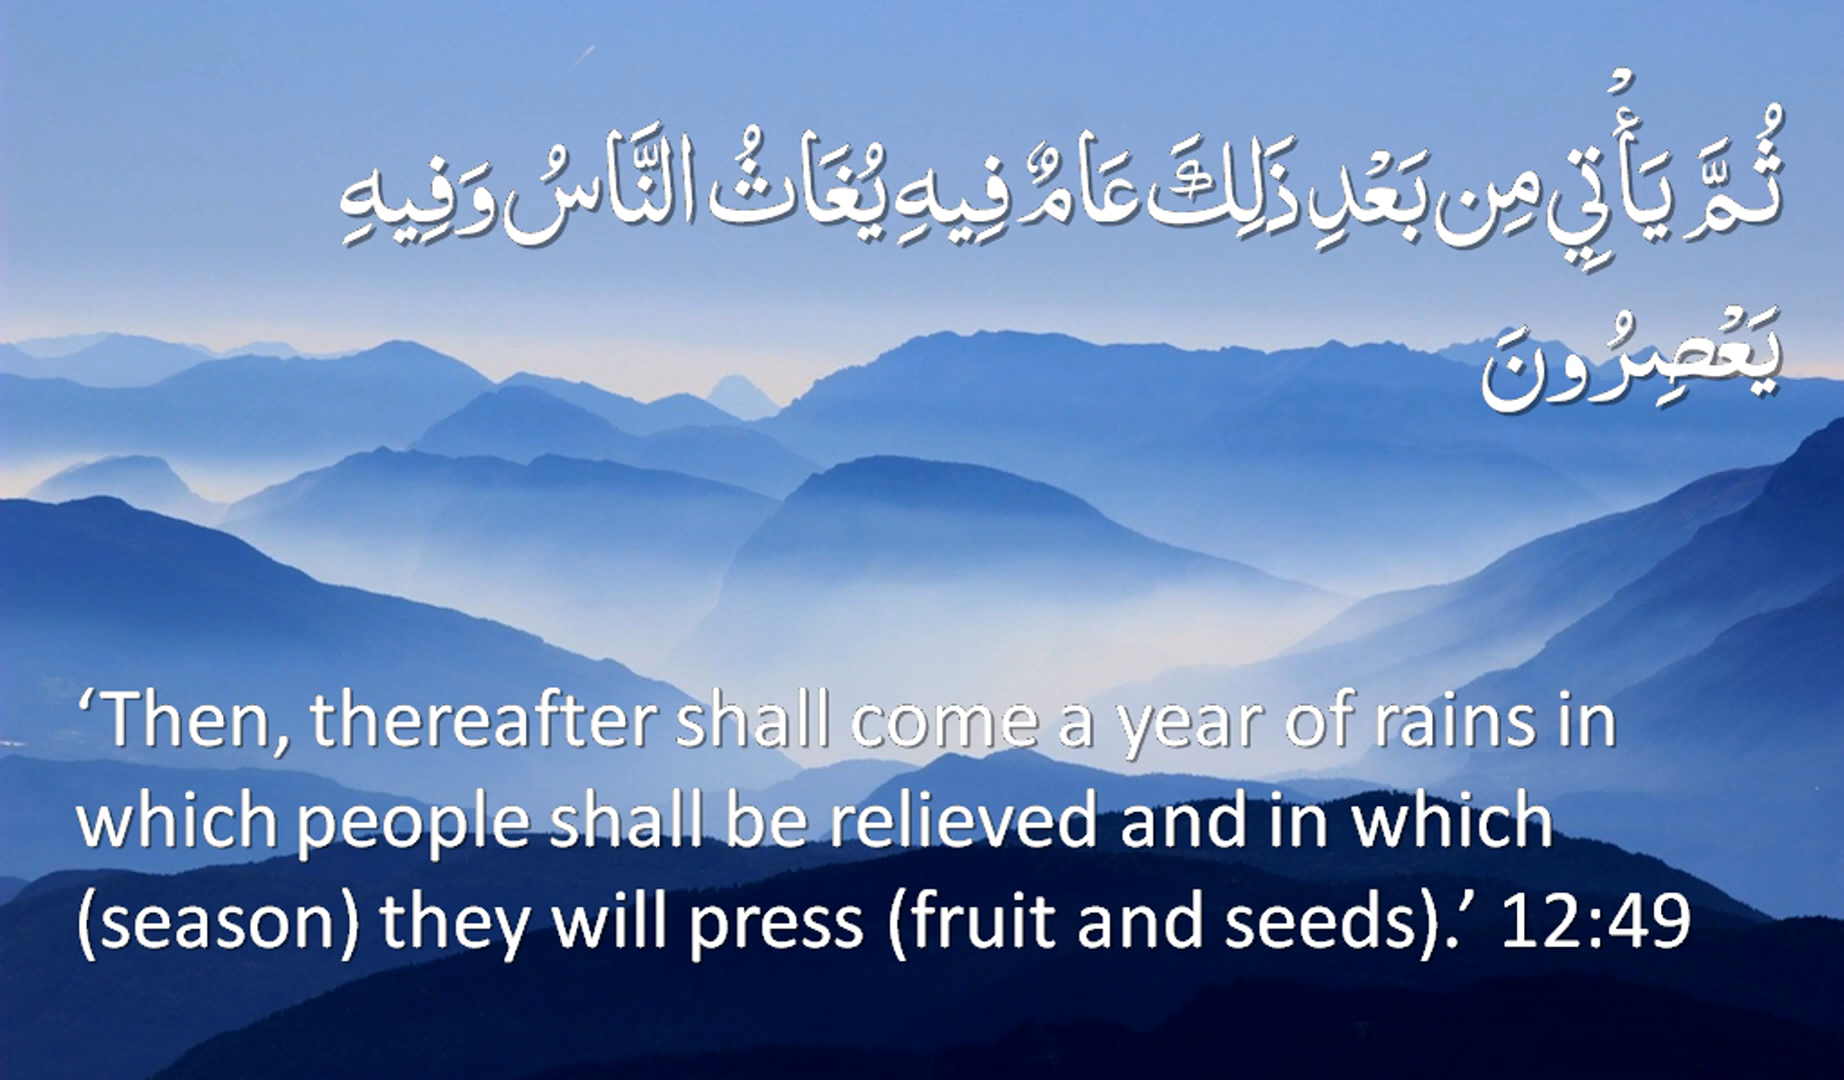 ثُمَّ يَأْتِي مِن بَعْدِ ذَلِكَ عَامٌ فِيهِ يُغَاثُ النَّاسُ وَفِيهِ
يَعْصِرُونَ
‘Then, thereafter shall come a year of rains in
which people shall be relieved and in which
(season) they will press (fruit and seeds).’ 12:49